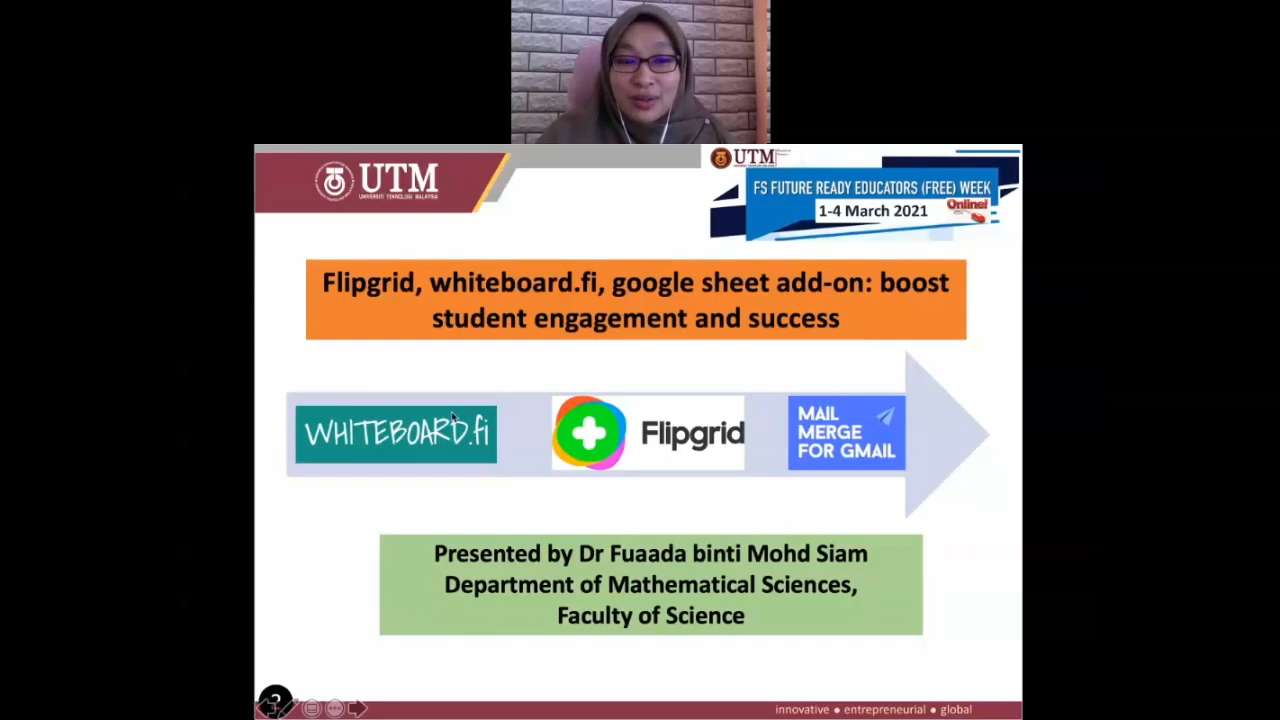 UTM
UNIVERSITI TEKNOLOGI MALAYSIA
UTM
FS FUTURE READY EDUCATORS (FREE) WEEK
1-4 March 2021
Online!
Flipgrid, whiteboard.fi, google sheet add-on: boost
student engagement and success
WHITEBOARD.fi
Flipgrid
MAIL
MERGE
FOR GMAIL
Presented by Dr Fuaada binti Mohd Siam
Department of Mathematical Sciences,
Faculty of Science
innovative ● entrepreneurial ● global